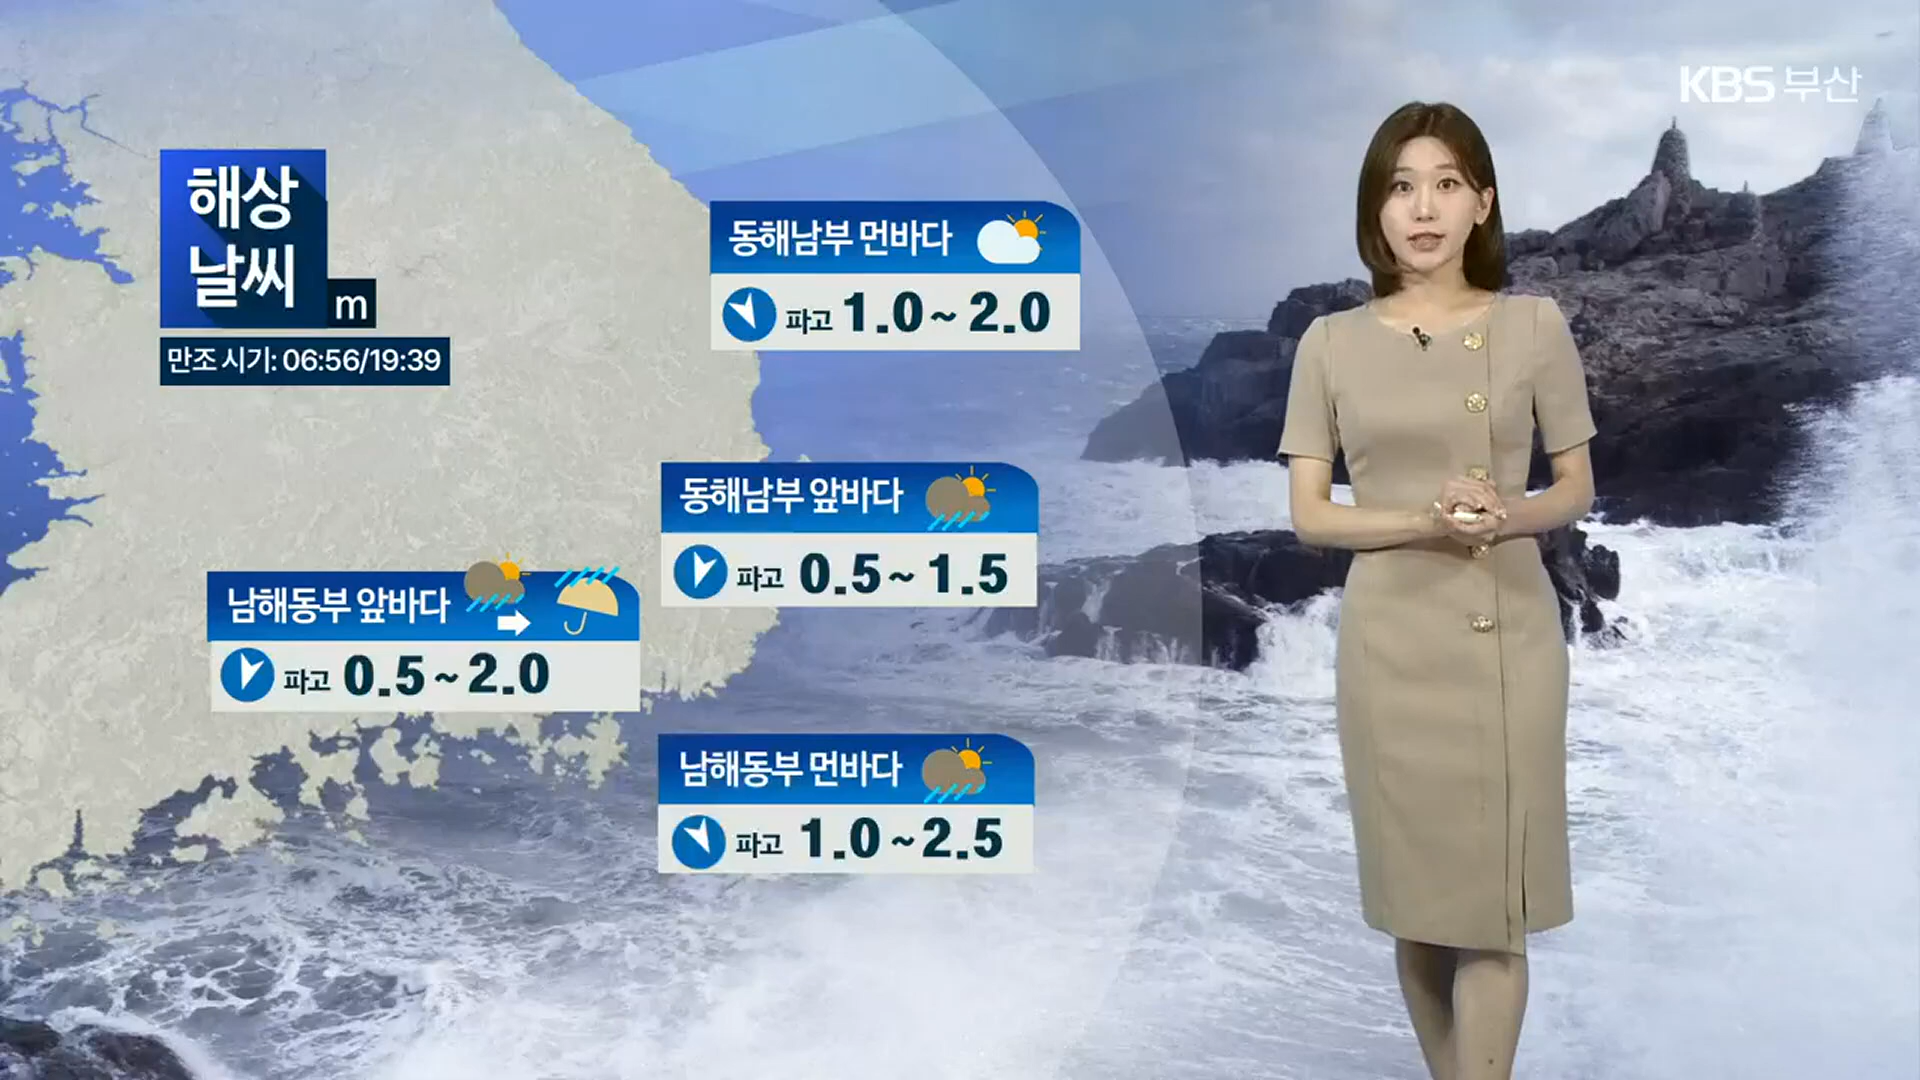 KBS 부산
해상
날씨
m
만조 시기: 06:56/19:39
동해남부 먼바다
파고 1.0~2.0
동해남부 앞바다
파고 0.5~1.5
남해동부 앞바다
파고 0.5~2.0
남해동부 먼바다
파고 1.0~2.5